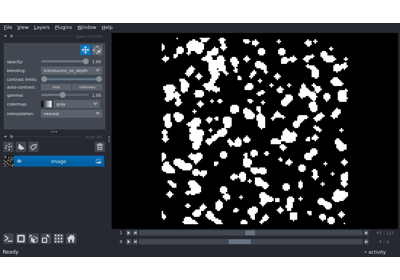 File View Layers Plugins Window Help
opacity: 1.00
blending: translucent_no_depth
contrast limits:
auto-contrast: once continuous
gamma: 1.00
colormap: gray
interpolation: nearest
Image
1
0
Ready
activity